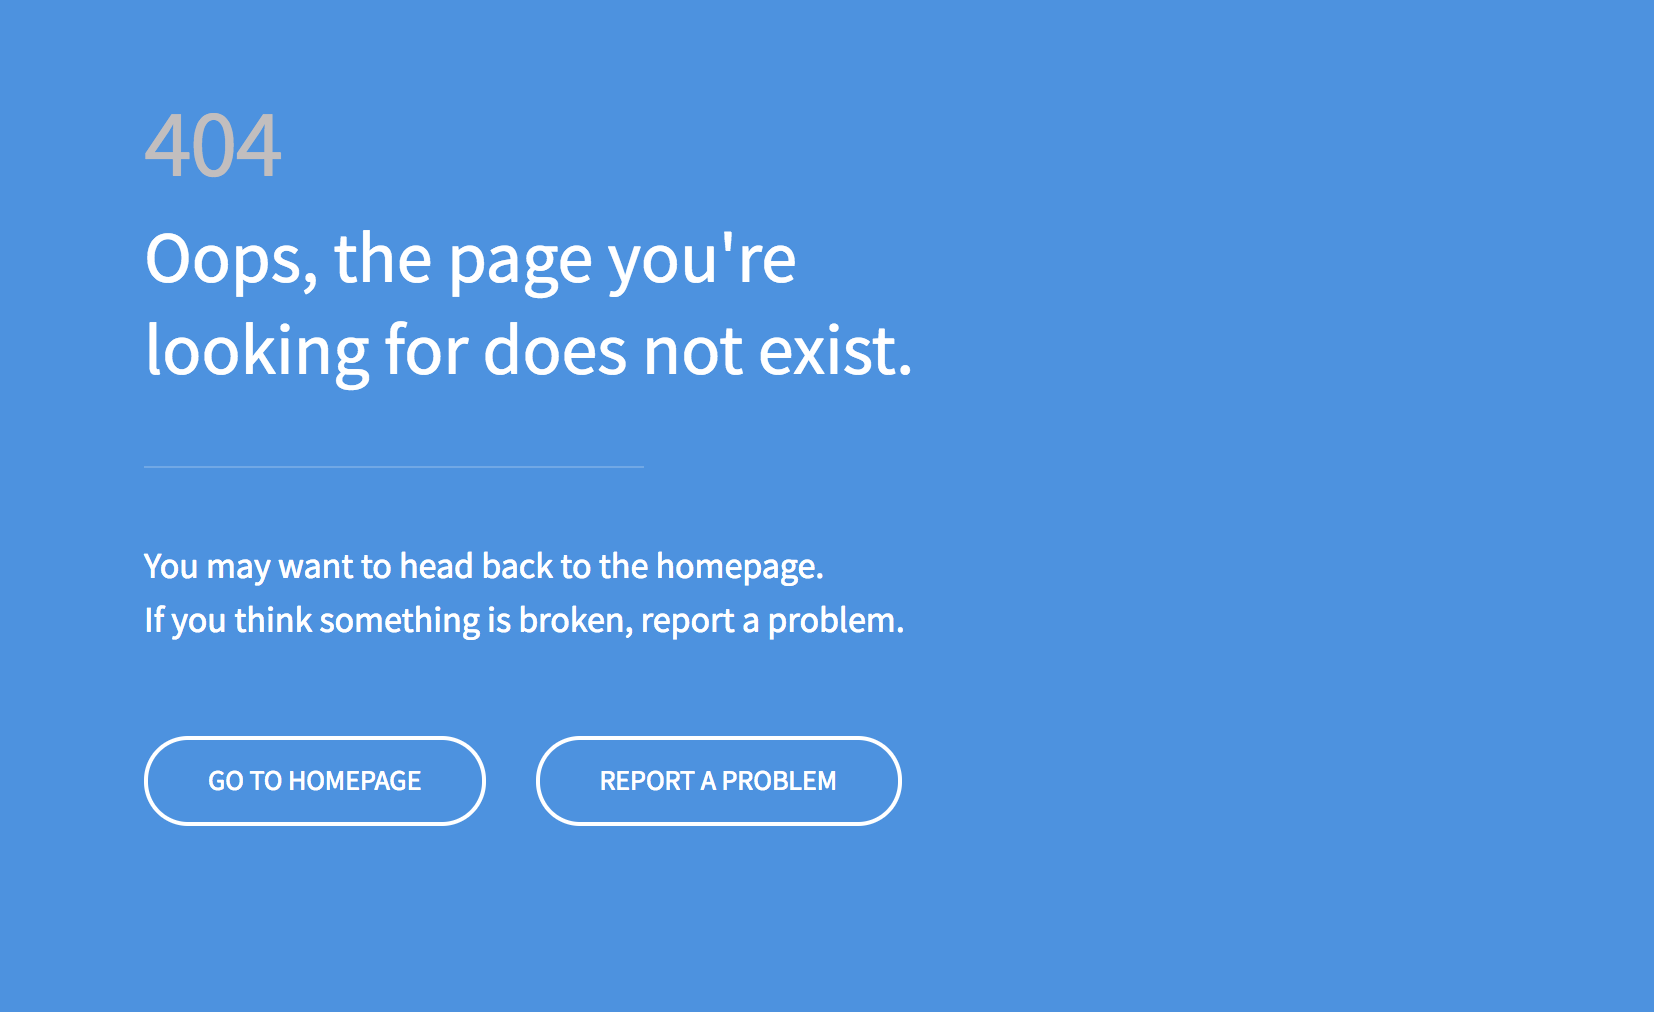 404
Oops, the page you're
looking for does not exist.
You may want to head back to the homepage.
If you think something is broken, report a problem.
GO TO HOMEPAGE
REPORT A PROBLEM